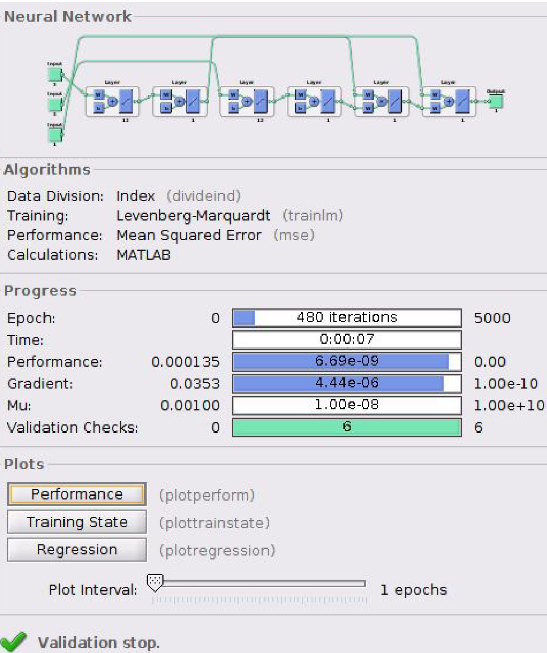 Neural Network
Input
Input
Input
1
Layer
W
b
12
Layer
W
b
1
Layer
W
b
12
Layer
W
b
1
Layer
W
b
1
Layer
W
b
1
Output
1
Algorithms
Data Division: Index (divideind)
Training: Levenberg-Marquardt (trainlm)
Performance: Mean Squared Error (mse)
Calculations: MATLAB
Progress
Epoch: 0 480 iterations 5000
Time: 0:00:07
Performance: 0.000135 6.69e-09 0.00
Gradient: 0.0353 4.44e-06 1.00e-10
Mu: 0.00100 1.00e-08 1.00e+10
Validation Checks: 0 6 6
Plots
Performance (plotperform)
Training State (plottrainstate)
Regression (plotregression)
Plot Interval: 1 epochs
Validation stop.